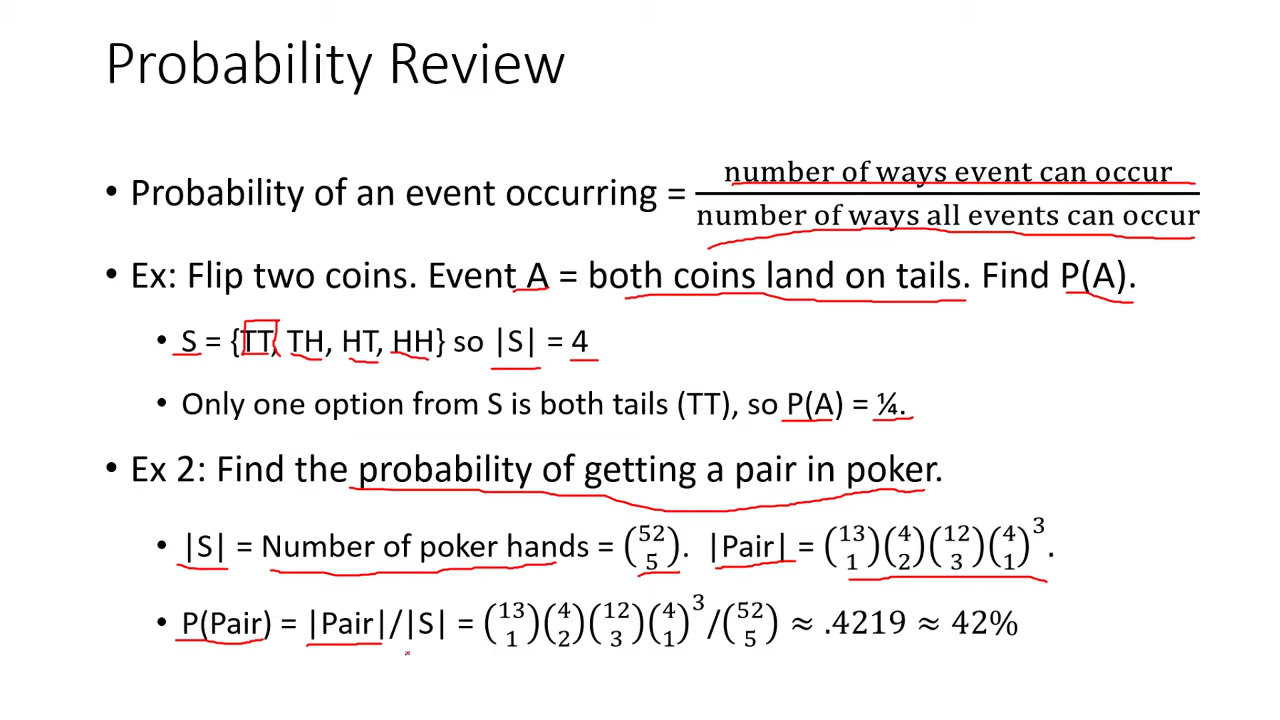 Probability Review
• Probability of an event occurring = number of ways event can occur / number of ways all events can occur
• Ex: Flip two coins. Event A = both coins land on tails. Find P(A).
• S = {TT, TH, HT, HH} so |S| = 4
• Only one option from S is both tails (TT), so P(A) = ¼.
• Ex 2: Find the probability of getting a pair in poker.
• |S| = Number of poker hands = (52 5). |Pair| = (13 1)(4 2)(12 3)(4 1)³.
• P(Pair) = |Pair|/|S| = (13 1)(4 2)(12 3)(4 1)³/(52 5) ≈ .4219 ≈ 42%